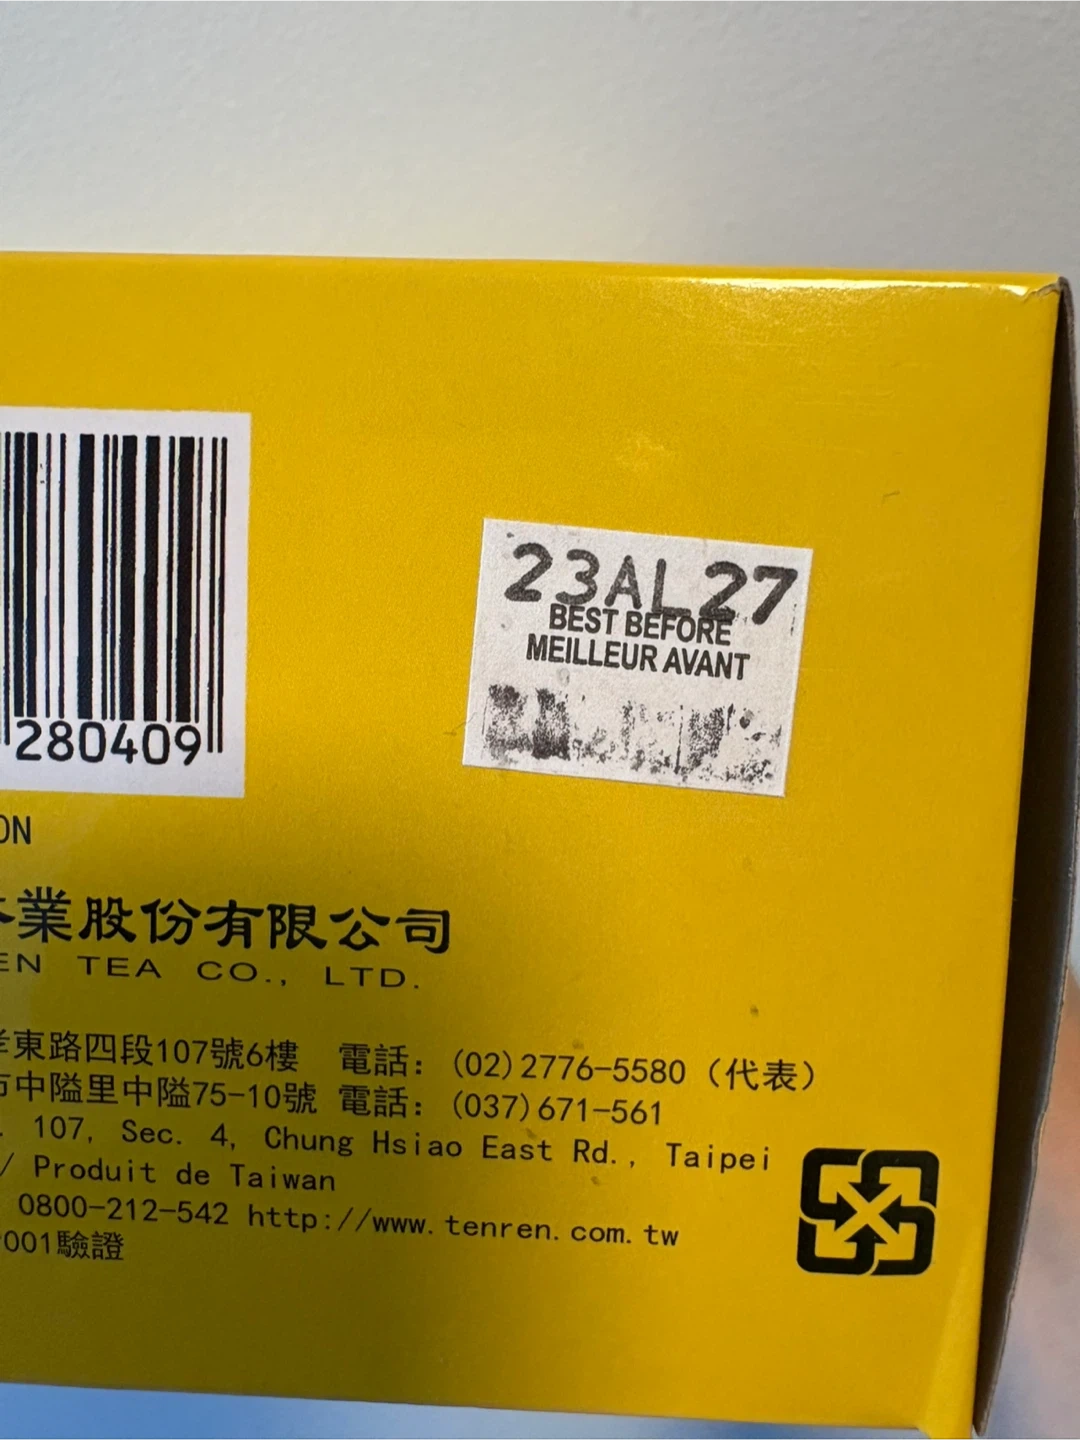 23AL27
BEST BEFORE
MEILLEUR AVANT
280409
ON
業股份有限公司
EN TEA CO., LTD.
東路四段107號6樓 電話: (02)2776-5580 (代表)
市中隘里中隘75-10號 電話: (037)671-561
. 107, Sec. 4, Chung Hsiao East Rd., Taipei
/ Produit de Taiwan
0800-212-542 http://www.tenren.com.tw
001驗證